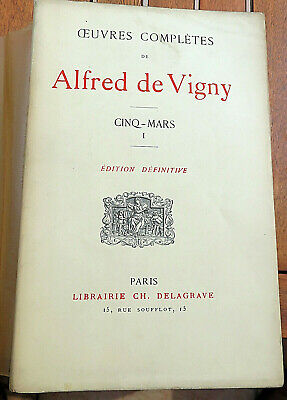 ŒUVRES COMPLÈTES
DE
Alfred de Vigny
CINQ-MARS
I
ÉDITION DÉFINITIVE
PARIS
LIBRAIRIE CH. DELAGRAVE
15, RUE SOUFFLOT, 15